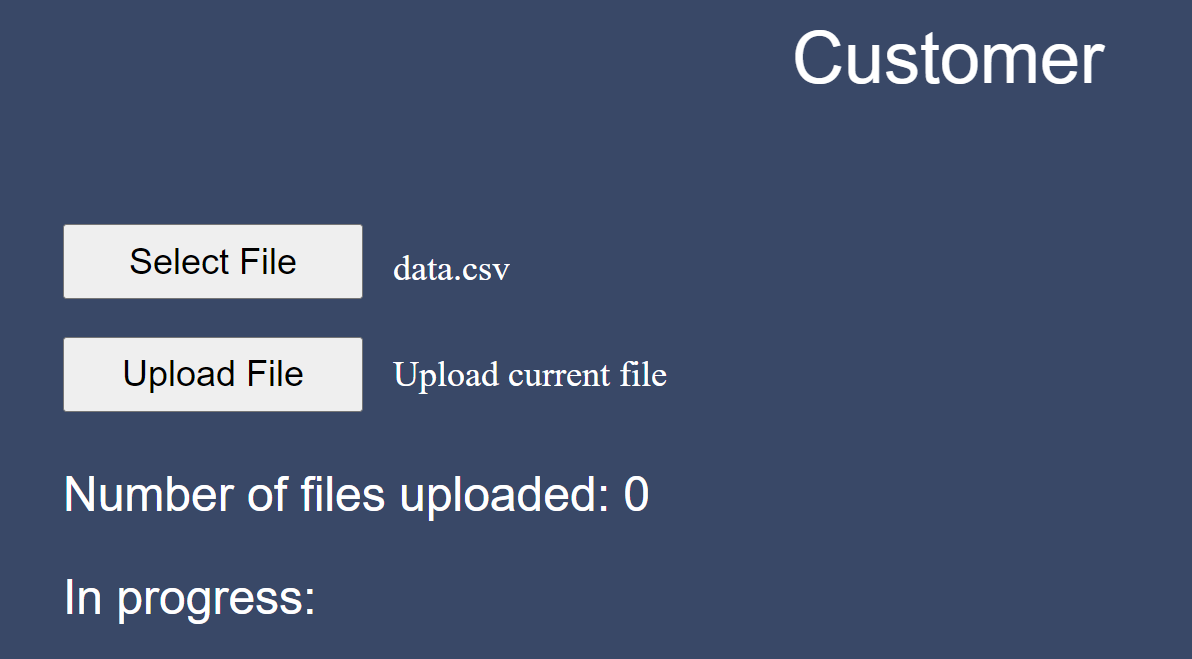 Customer
Select File data.csv
Upload File Upload current file
Number of files uploaded: 0
In progress: